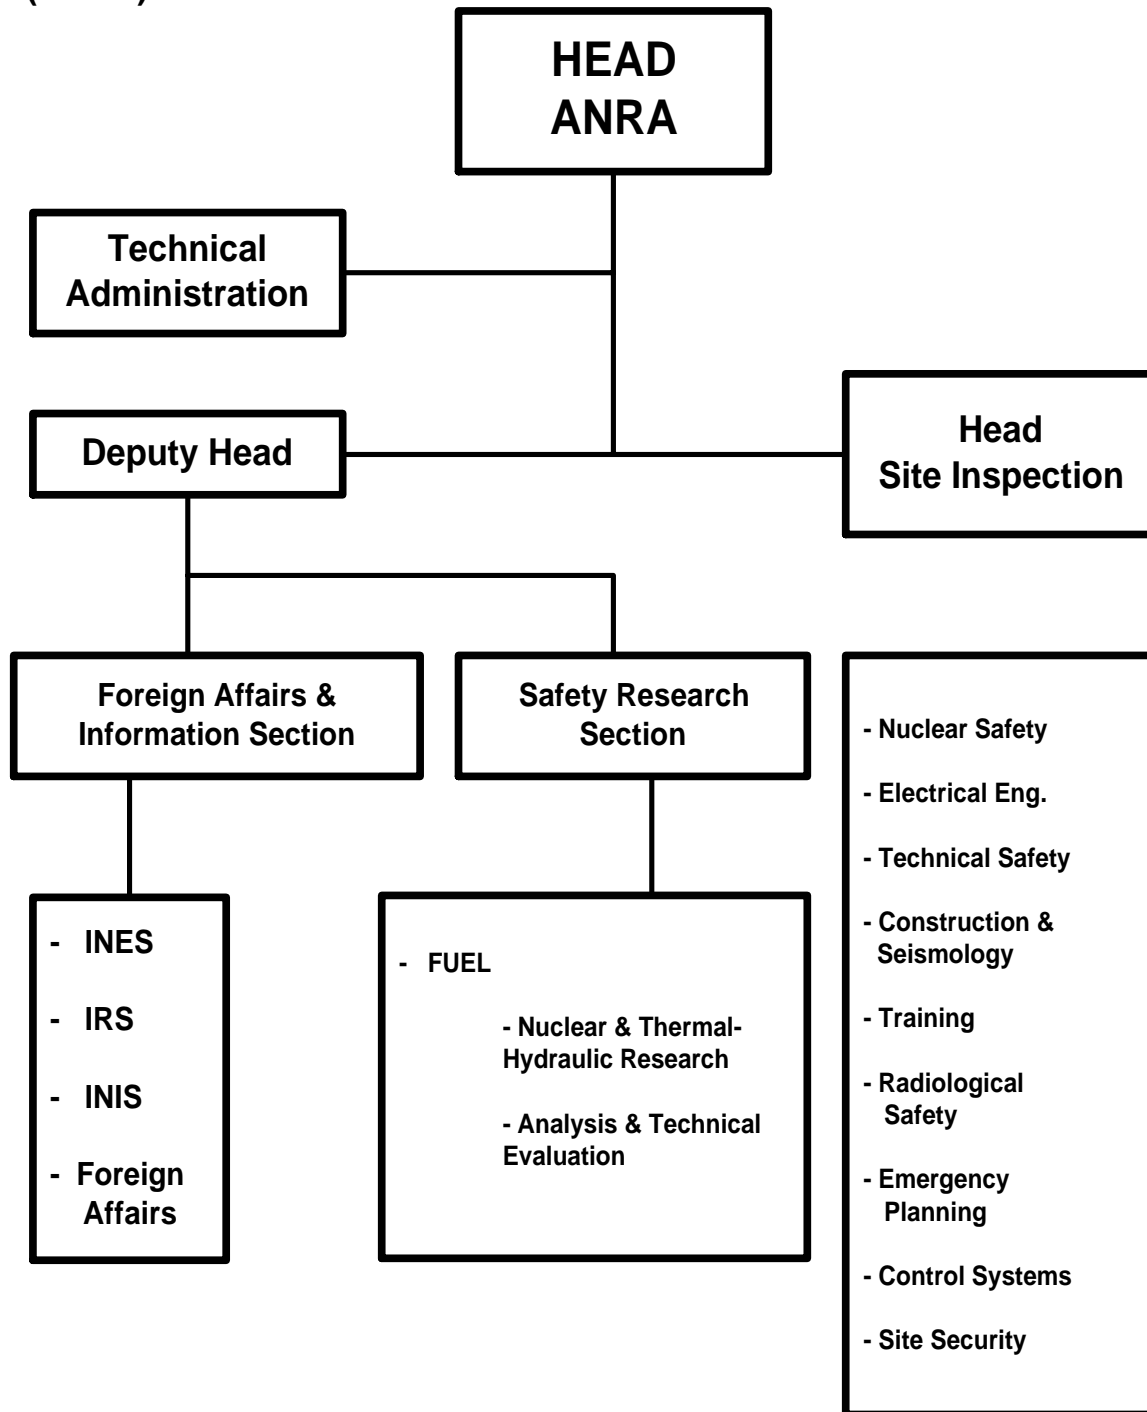 HEAD
ANRA
Technical
Administration
Deputy Head
Head
Site Inspection
Foreign Affairs &
Information Section
Safety Research
Section
- INES
- IRS
- INIS
- Foreign
Affairs
- FUEL
- Nuclear & Thermal-
Hydraulic Research
- Analysis & Technical
Evaluation
- Nuclear Safety
- Electrical Eng.
- Technical Safety
- Construction &
Seismology
- Training
- Radiological
Safety
- Emergency
Planning
- Control Systems
- Site Security